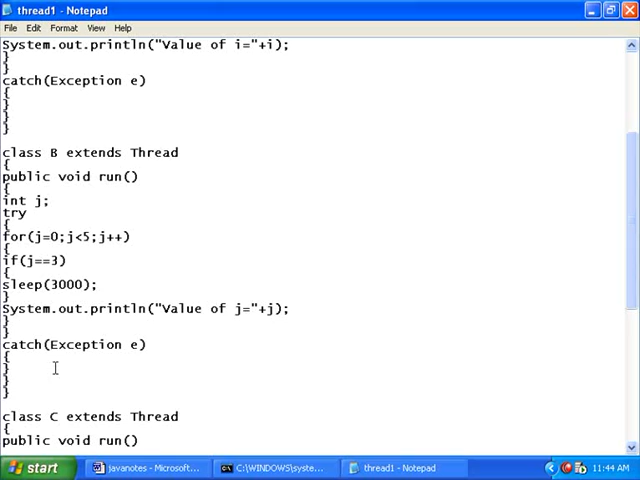 thread1 - Notepad
File Edit Format View Help
System.out.println("Value of i="+i);
}
}
catch(Exception e)
{
}
}
}
class B extends Thread
{
public void run()
{
int j;
try
{
for(j=0;j<5;j++)
{
if(j==3)
{
sleep(3000);
}
System.out.println("Value of j="+j);
}
}
catch(Exception e)
{
}
}
}
class C extends Thread
{
public void run()
start javanotes - Microsoft... C:\WINDOWS\syste... thread1 - Notepad 11:44 AM